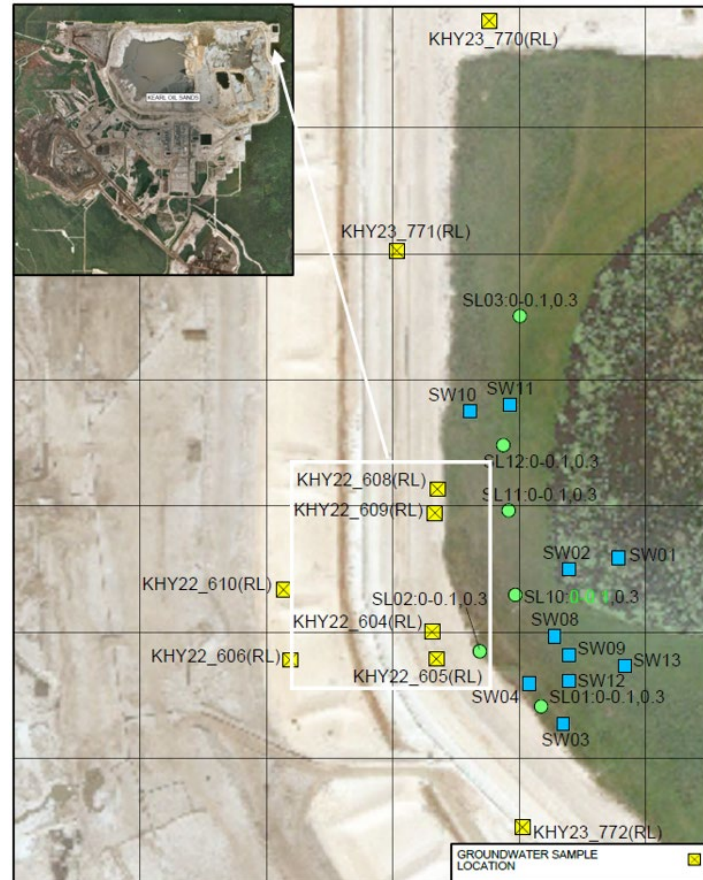 KHY23_770(RL)
KEARL OIL SANDS
KHY23_771(RL)
SL03:0-0.1,0.3
SW11
SW10
SL12:0-0.1,0.3
KHY22_608(RL)
SL11:0-0.1,0.3
KHY22_609(RL)
SW02
SW01
KHY22_610(RL)
SL02:0-0.1,0.3
SL10:0-0.1,0.3
SW08
KHY22_604(RL)
SW09
KHY22_606(RL)
SW13
KHY22_605(RL)
SW12
SW04
SL01:0-0.1,0.3
SW03
KHY23_772(RL)
GROUNDWATER SAMPLE
LOCATION